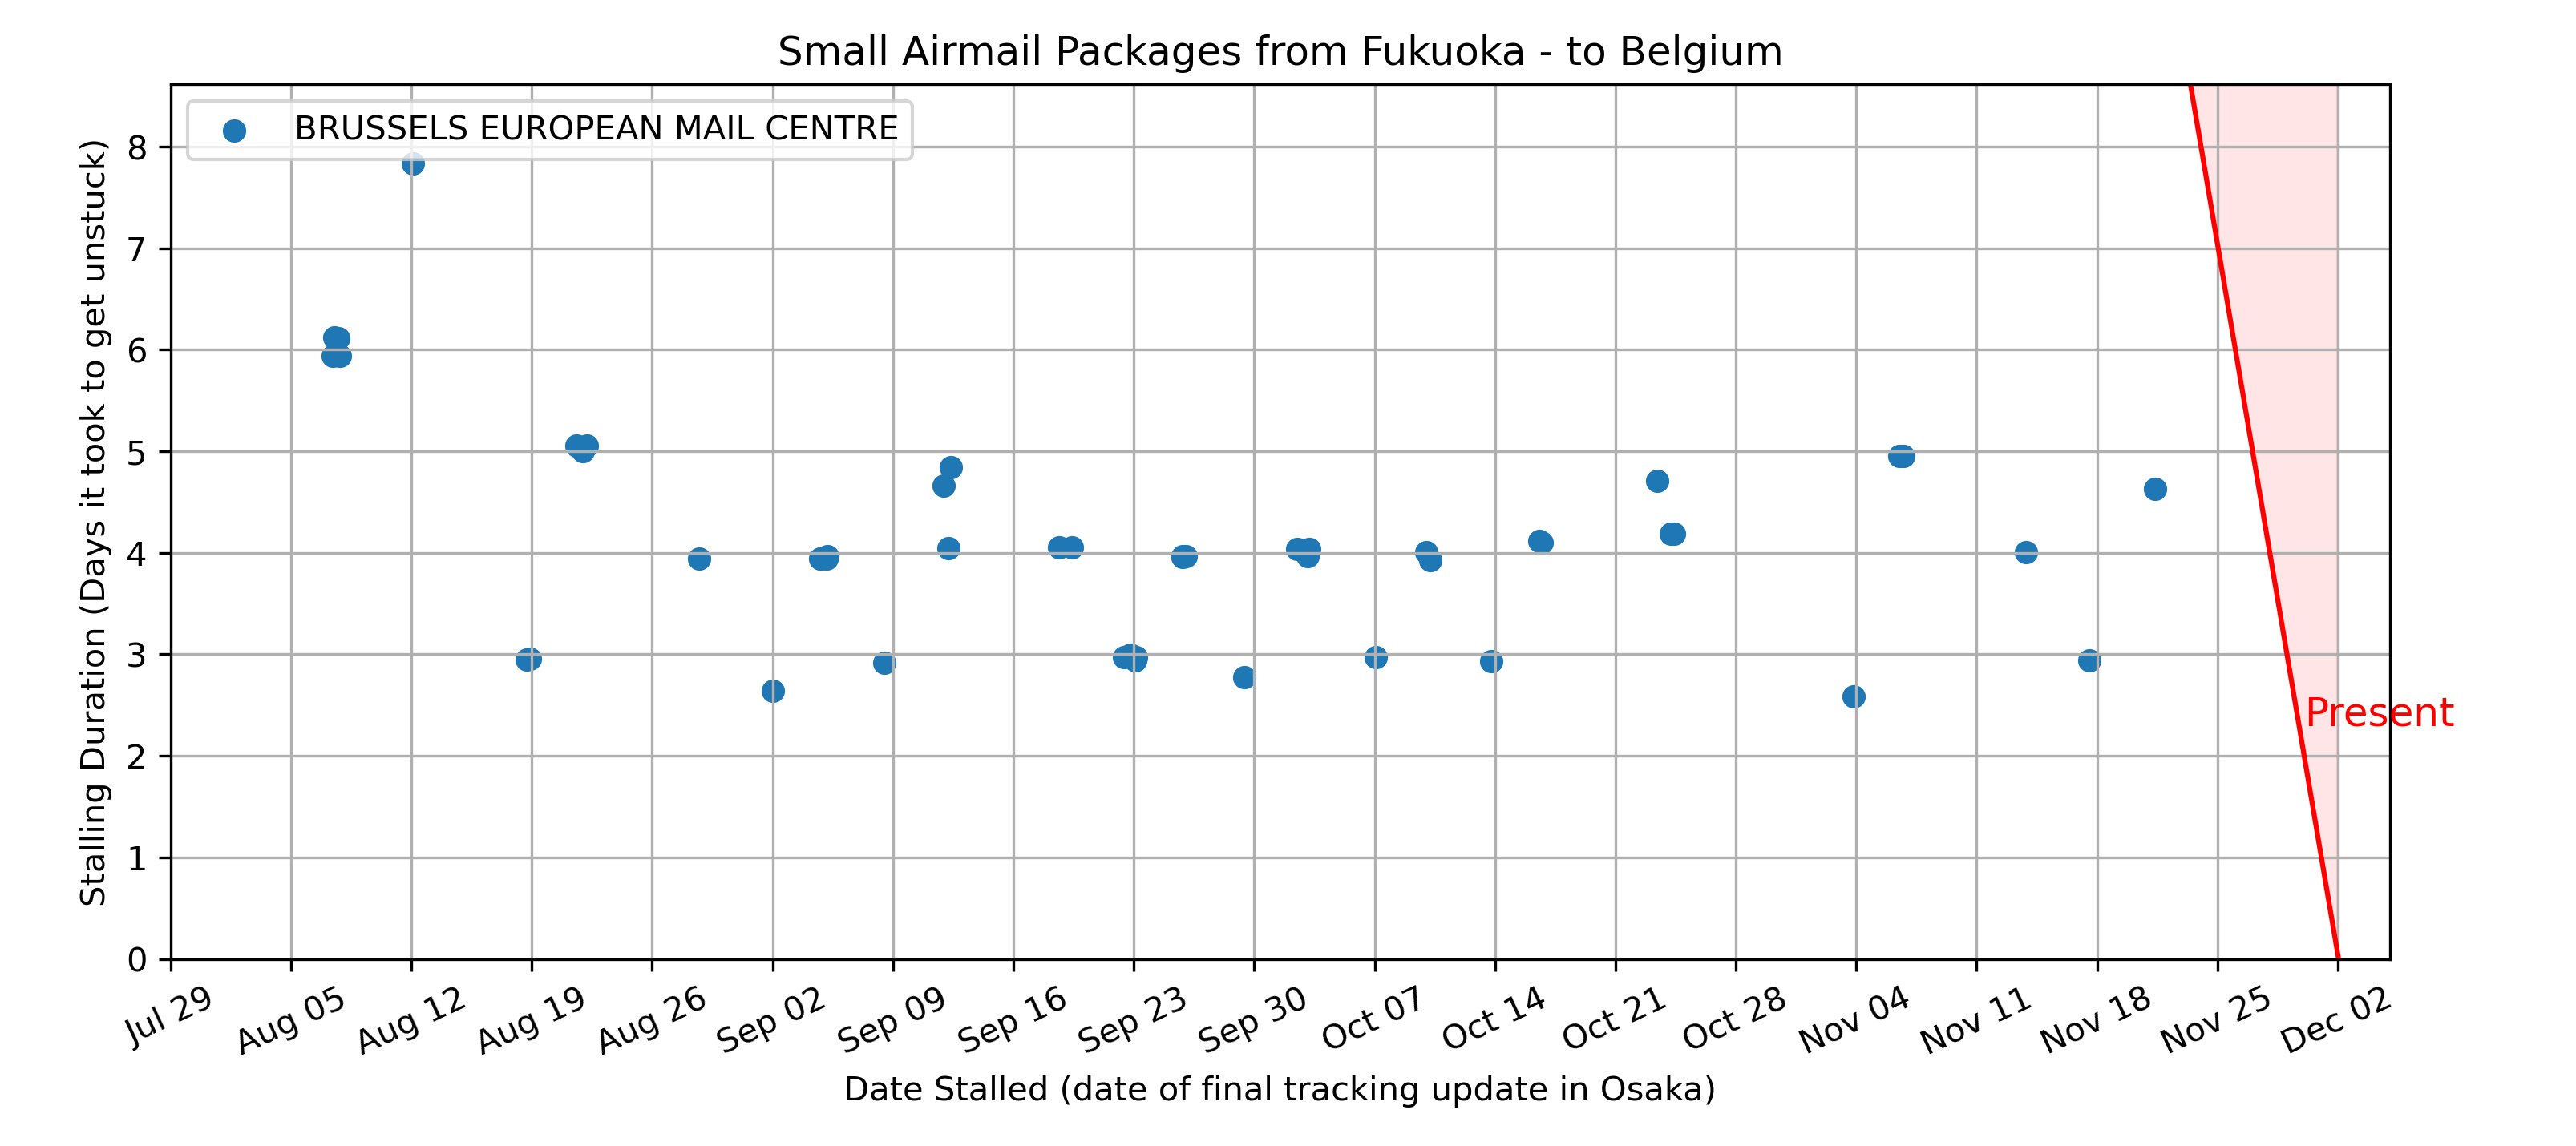 Small Airmail Packages from Fukuoka - to Belgium
BRUSSELS EUROPEAN MAIL CENTRE
Stalling Duration (Days it took to get unstuck)
8
7
6
5
4
3
2
1
0
Present
Jul 29
Aug 05
Aug 12
Aug 19
Aug 26
Sep 02
Sep 09
Sep 16
Sep 23
Sep 30
Oct 07
Oct 14
Oct 21
Oct 28
Nov 04
Nov 11
Nov 18
Nov 25
Dec 02
Date Stalled (date of final tracking update in Osaka)